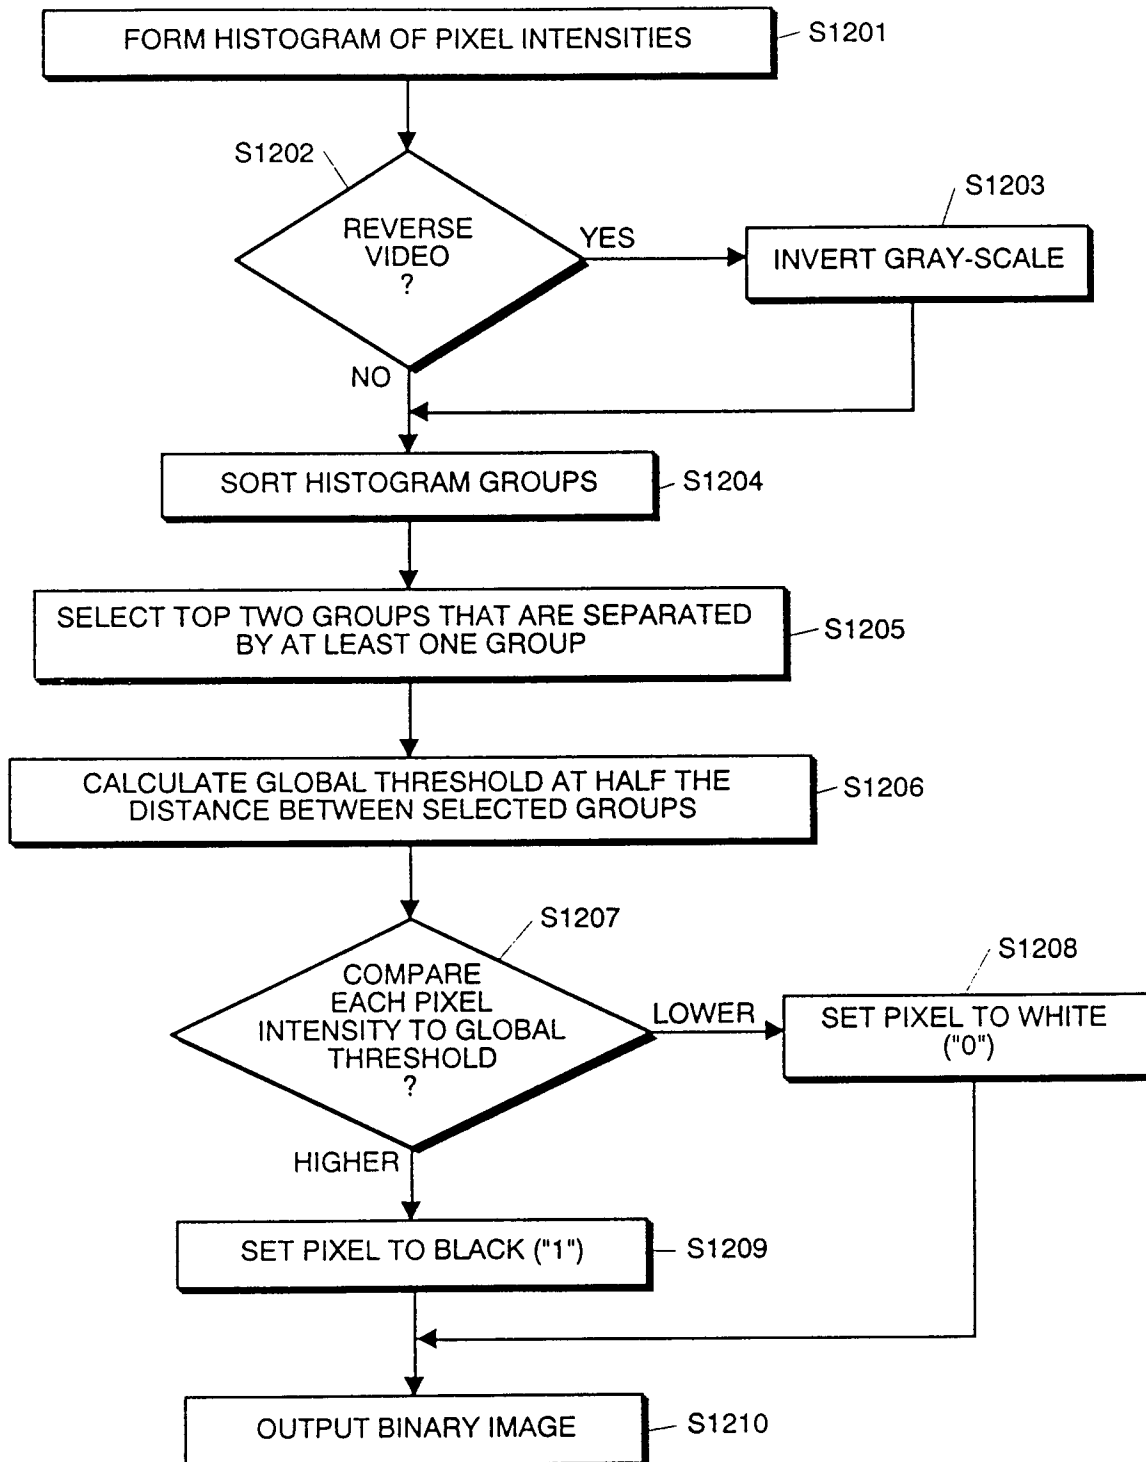 FORM HISTOGRAM OF PIXEL INTENSITIES
S1201
S1202
REVERSE
VIDEO
?
YES
S1203
INVERT GRAY-SCALE
NO
SORT HISTOGRAM GROUPS
S1204
SELECT TOP TWO GROUPS THAT ARE SEPARATED
BY AT LEAST ONE GROUP
S1205
CALCULATE GLOBAL THRESHOLD AT HALF THE
DISTANCE BETWEEN SELECTED GROUPS
S1206
S1207
COMPARE
EACH PIXEL
INTENSITY TO GLOBAL
THRESHOLD
?
LOWER
S1208
SET PIXEL TO WHITE
("0")
HIGHER
SET PIXEL TO BLACK ("1")
S1209
OUTPUT BINARY IMAGE
S1210